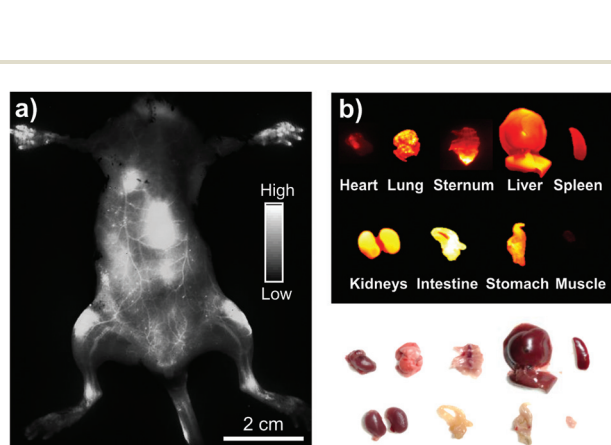 a)
High
Low
2 cm
b)
Heart Lung Sternum Liver Spleen
Kidneys Intestine Stomach Muscle